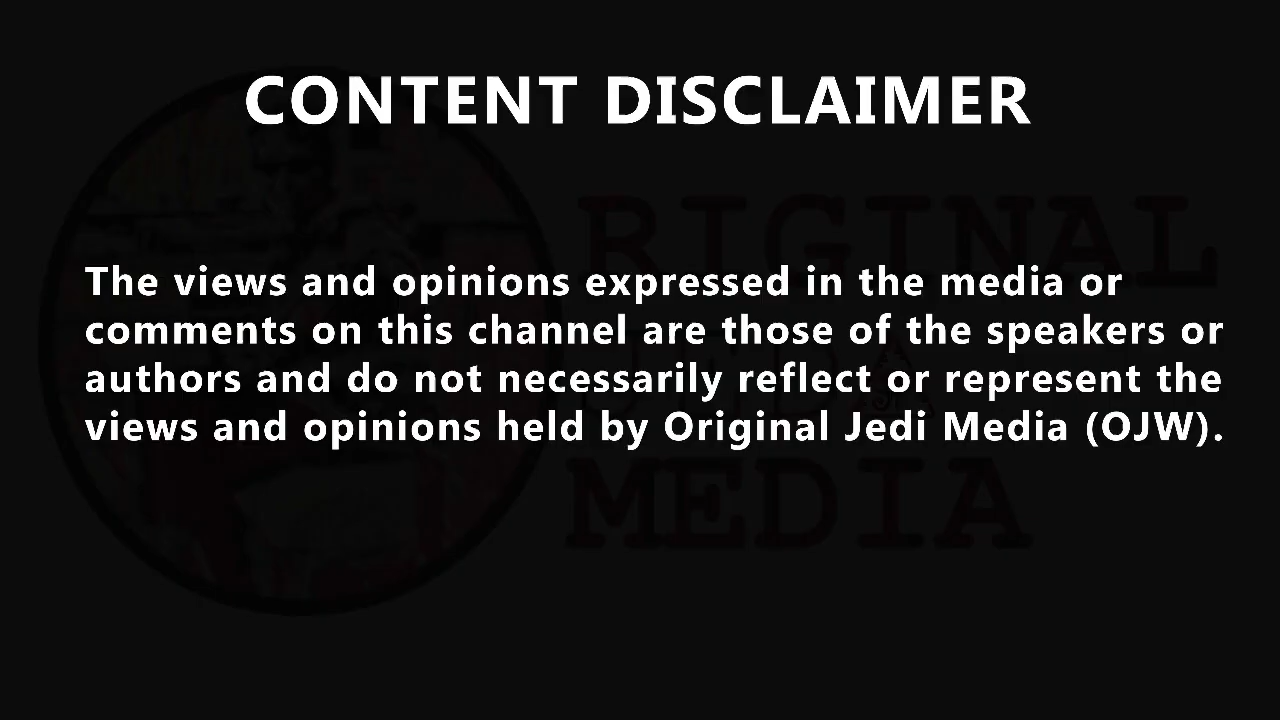 CONTENT DISCLAIMER
RIGINAL
The views and opinions expressed in the media or
comments on this channel are those of the speakers or
authors and do not necessarily reflect or represent the
views and opinions held by Original Jedi Media (OJW).
MEDIA